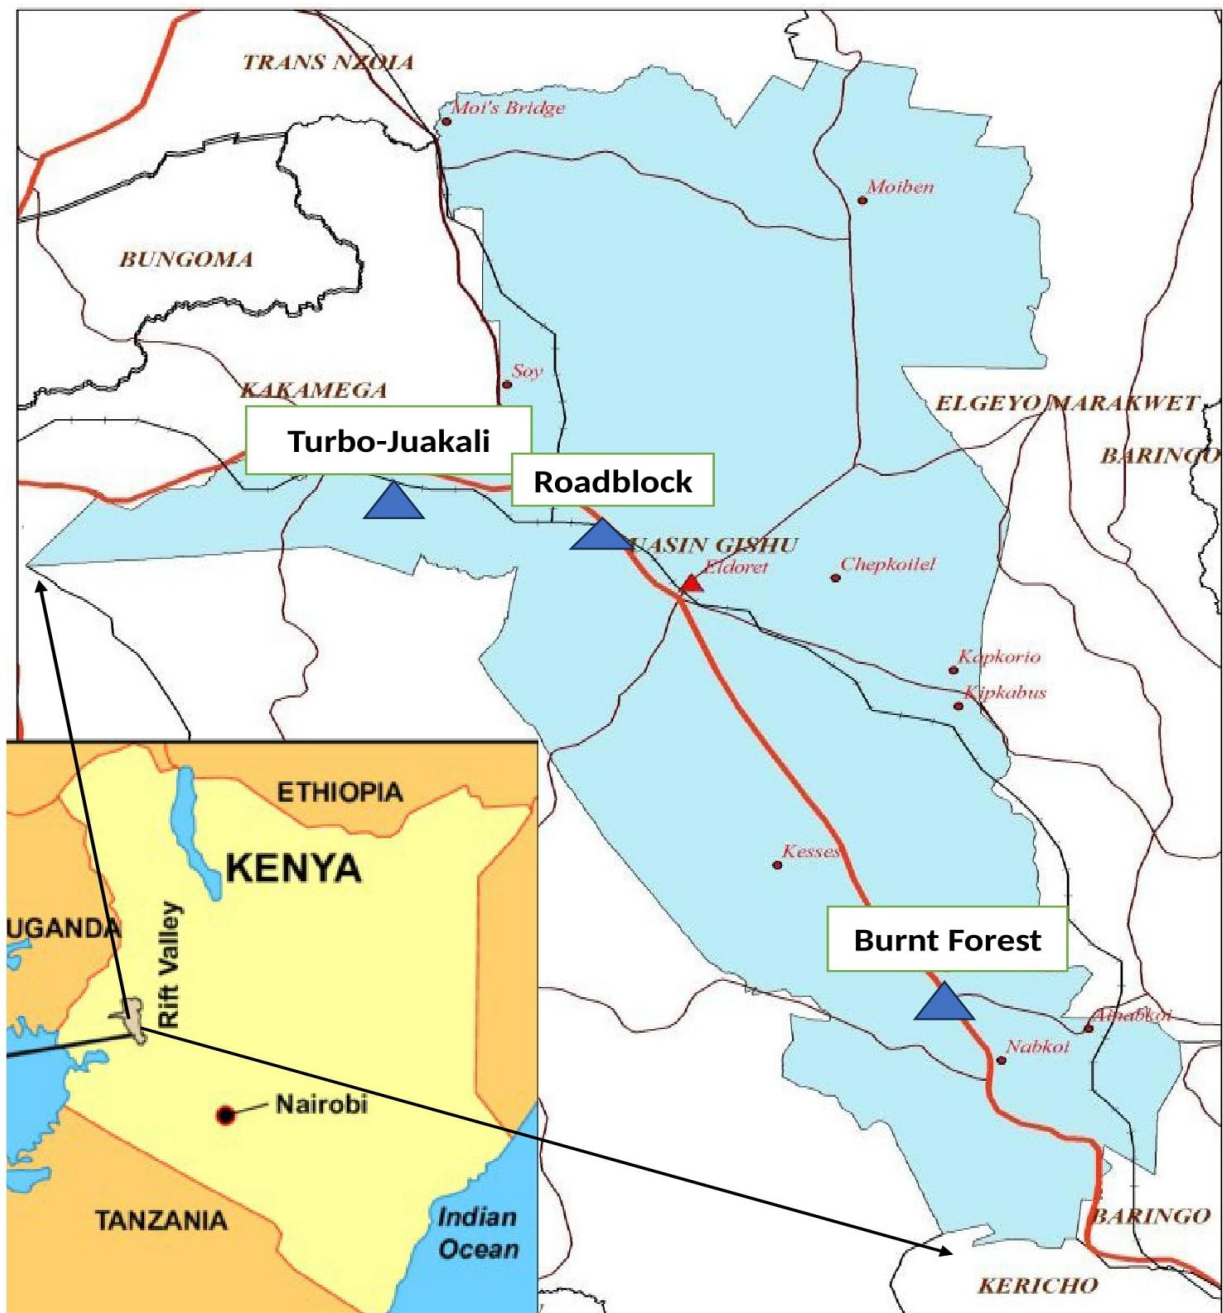 TRANS NZOIA
Moi's Bridge
Moiben
BUNGOMA
Soy
KAKAMEGA
ELGEYO MARAKWET
Turbo-Juakali
BARINGO
Roadblock
UASIN GISHU
Eldoret
Chepkoilel
Kapkorio
Kipkabus
ETHIOPIA
KENYA
Kesses
UGANDA
Rift Valley
Burnt Forest
Ainabkoi
Nabkoi
Nairobi
TANZANIA
Indian
Ocean
BARINGO
KERICHO